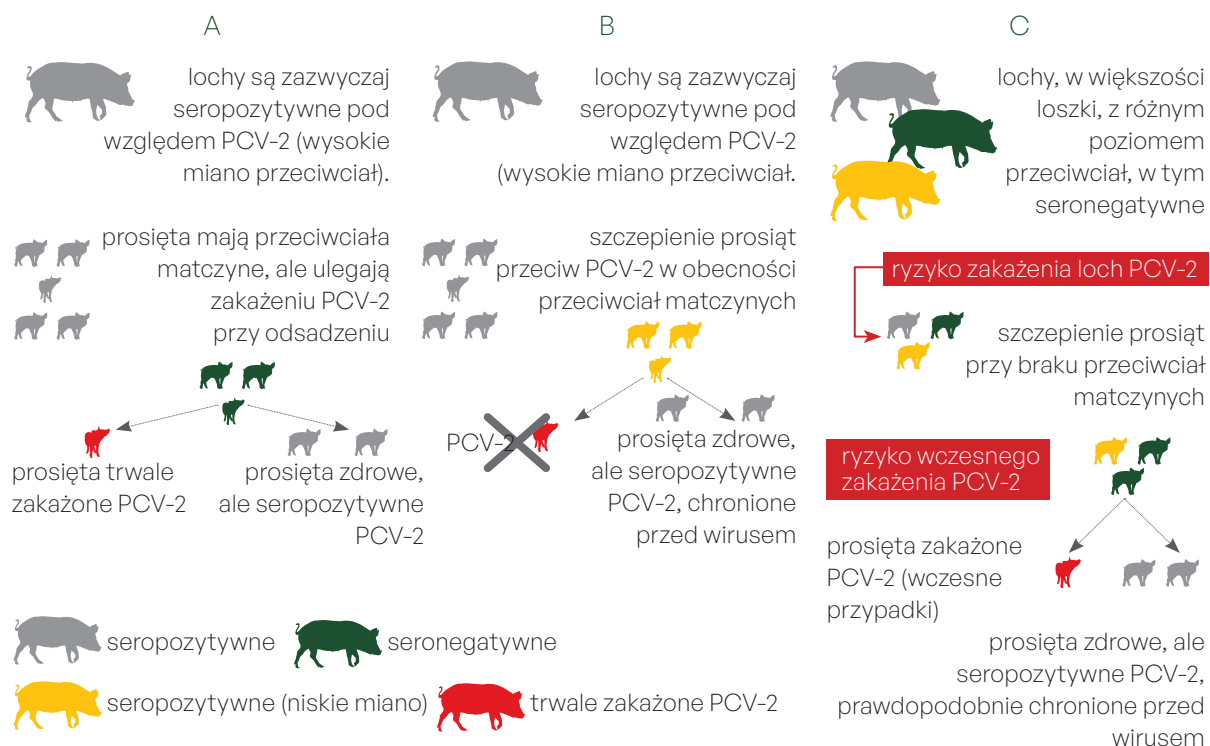 A
lochy są zazwyczaj
seropozytywne pod
względem PCV-2 (wysokie
miano przeciwciał).
prosięta mają przeciwciała
matczyne, ale ulegają
zakażeniu PCV-2
przy odsadzeniu
prosięta trwale
zakażone PCV-2
prosięta zdrowe,
ale seropozytywne
PCV-2
B
lochy są zazwyczaj
seropozytywne pod
względem PCV-2
(wysokie miano przeciwciał.
szczepienie prosiąt
przeciw PCV-2 w obecności
przeciwciał matczynych
PCV-2
prosięta zdrowe,
ale seropozytywne
PCV-2, chronione
przed wirusem
C
lochy, w większości
loszki, z różnym
poziomem
przeciwciał, w tym
seronegatywne
ryzyko zakażenia loch PCV-2
szczepienie prosiąt
przy braku przeciwciał
matczynych
ryzyko wczesnego
zakażenia PCV-2
prosięta zakażone
PCV-2 (wczesne
przypadki)
prosięta zdrowe, ale
seropozytywne PCV-2,
prawdopodobnie chronione przed
wirusem
seropozytywne
seronegatywne
seropozytywne (niskie miano)
trwale zakażone PCV-2